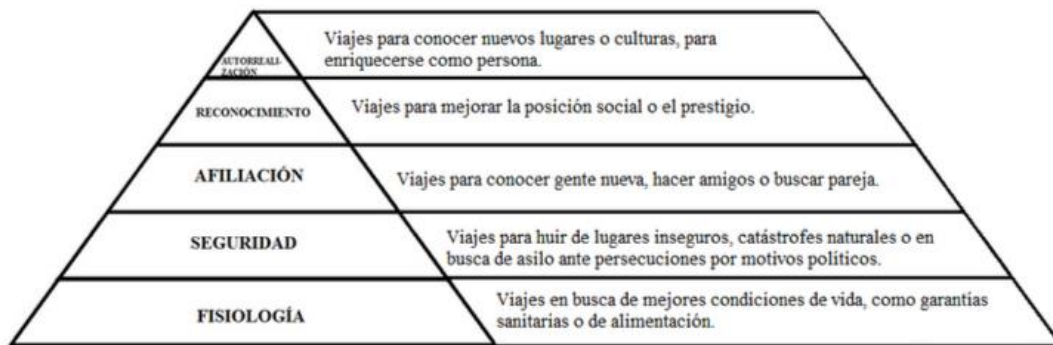 AUTORREALI-
ZACIÓN
Viajes para conocer nuevos lugares o culturas, para
enriquecerse como persona.
RECONOCIMIENTO
Viajes para mejorar la posición social o el prestigio.
AFILIACIÓN
Viajes para conocer gente nueva, hacer amigos o buscar pareja.
SEGURIDAD
Viajes para huir de lugares inseguros, catástrofes naturales o en
busca de asilo ante persecuciones por motivos políticos.
FISIOLOGÍA
Viajes en busca de mejores condiciones de vida, como garantías
sanitarias o de alimentación.